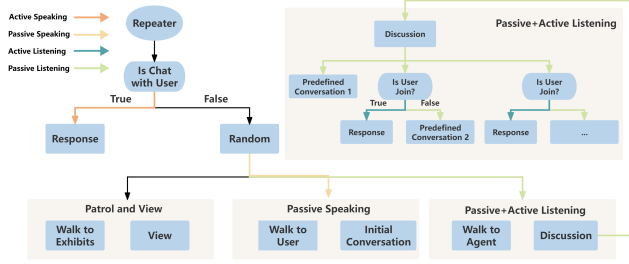 Active Speaking
Passive Speaking
Active Listening
Passive Listening
Repeater
Is Chat
with User
True
False
Response
Random
Passive+Active Listening
Discussion
Predefined
Conversation 1
Is User
Join?
Is User
Join?
True
False
Response
Predefined
Conversation 2
Response
...
Patrol and View
Walk to
Exhibits
View
Passive Speaking
Walk to
User
Initial
Conversation
Passive+Active Listening
Walk to
Agent
Discussion